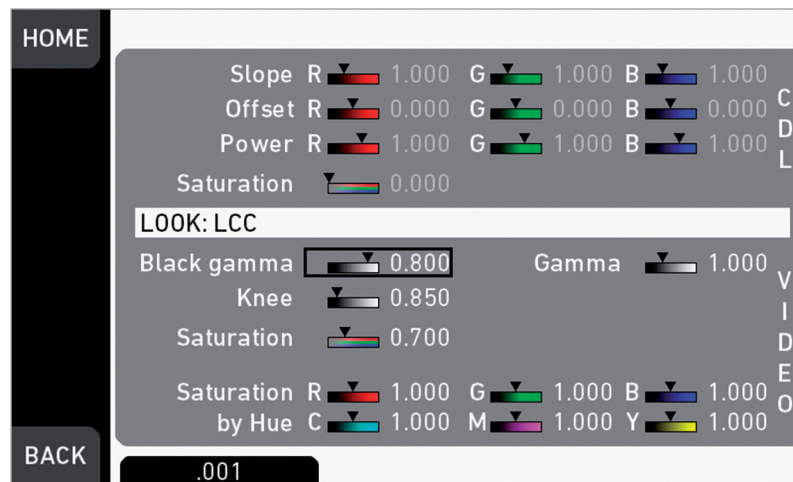 HOME
Slope R 1.000 G 1.000 B 1.000
Offset R 0.000 G 0.000 B 0.000
Power R 1.000 G 1.000 B 1.000
Saturation 0.000
CDL
LOOK: LCC
Black gamma 0.800 Gamma 1.000
Knee 0.850
Saturation 0.700
Saturation R 1.000 G 1.000 B 1.000
by Hue C 1.000 M 1.000 Y 1.000
VIDEO
BACK
.001